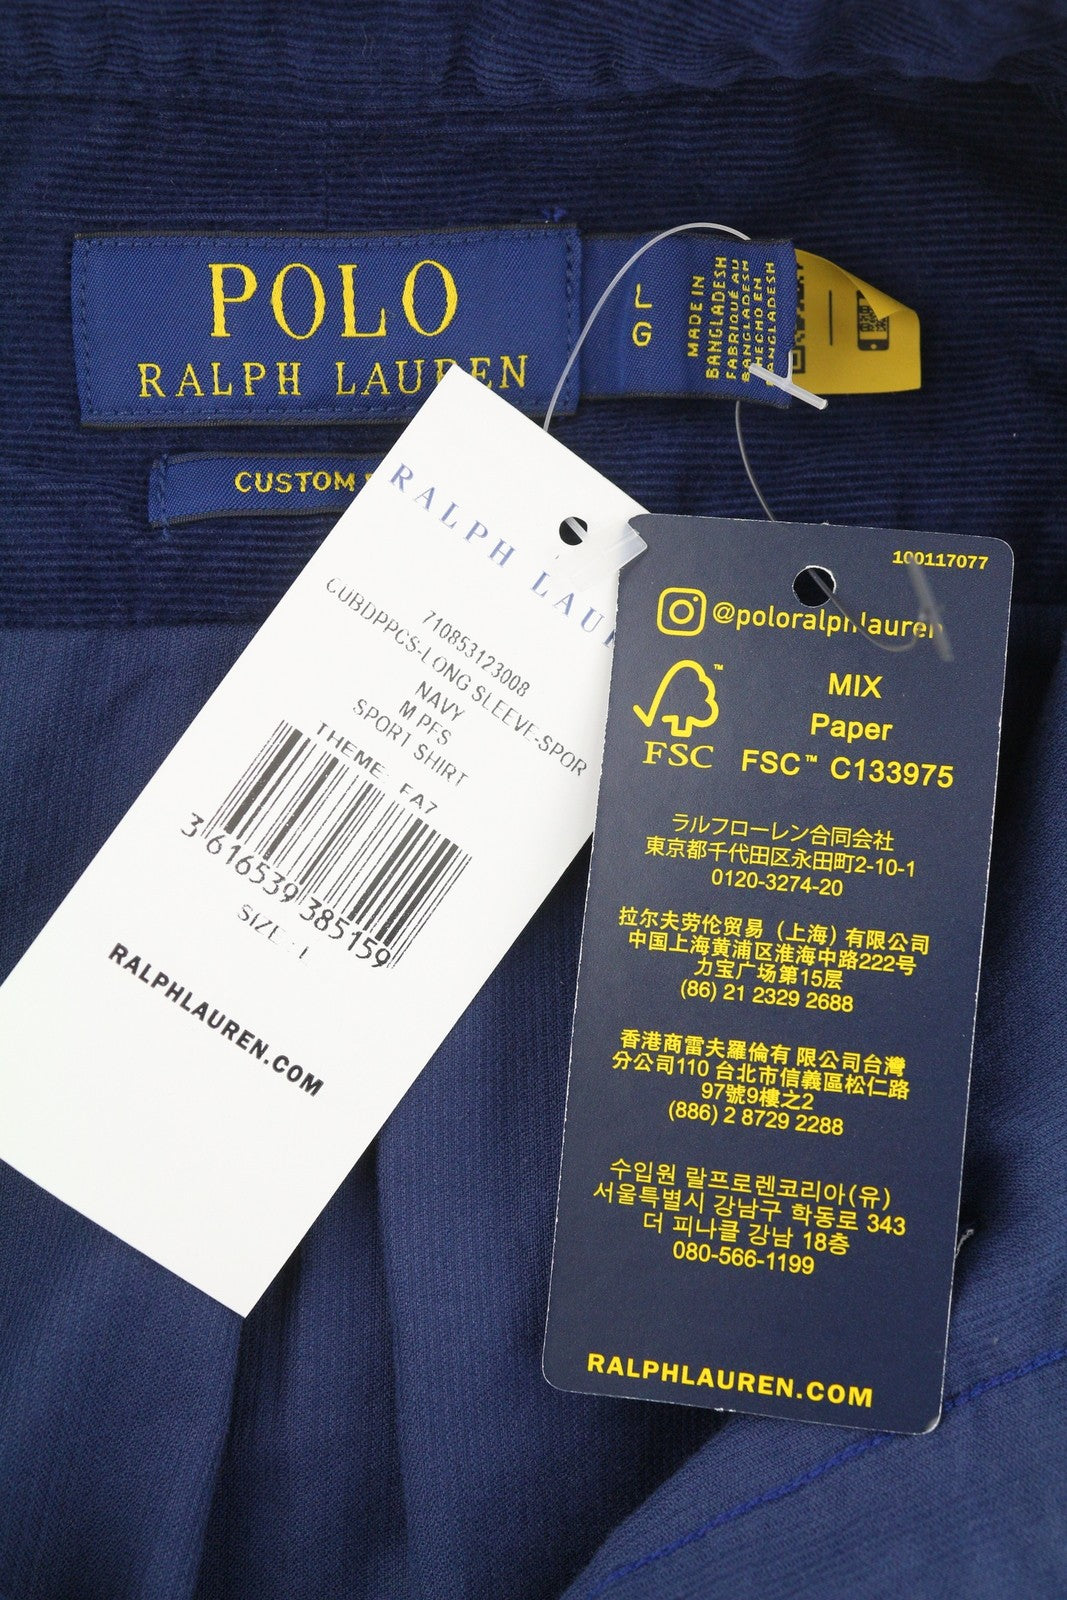 POLO
RALPH LAUREN
L
G
MADE IN
BANGLADESH
FABRIQUÉ AU
BANGLADESH
HECHO EN
BANGLADESH
CUSTOM
RALPH LAU
710853123008
CUBDPPCS-LONG SLEEVE-SPOR
NAVY
M PFS
SPORT SHIRT
THEME: FA7
3 616539 385159
SIZE: L
RALPHLAUREN.COM
100117077
@poloralphlauren
FSC
MIX
Paper
FSC™ C133975
ラルフローレン合同会社
東京都千代田区永田町2-10-1
0120-3274-20
拉尔夫劳伦贸易（上海）有限公司
中国上海黄浦区淮海中路222号
力宝广场第15层
(86) 21 2329 2688
香港商雷夫羅倫有 限公司台灣
分公司110 台北市信義區松仁路
97號9樓之2
(886) 2 8729 2288
수입원 랄프로렌코리아(유)
서울특별시 강남구 학동로 343
더 피나클 강남 18층
080-566-1199
RALPHLAUREN.COM